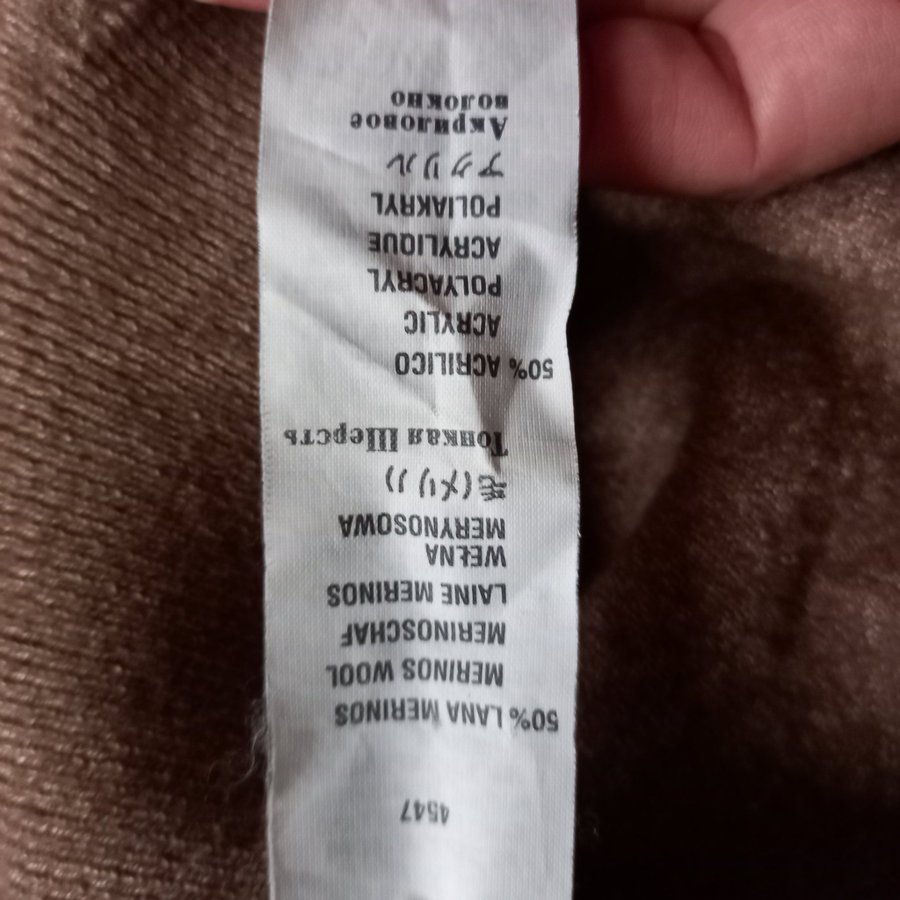 4547
50% LANA MERINOS
MERINOS WOOL
MERINOSCHAF
LAINE MERINOS
WEŁNA
MERYNOSOWA
毛(メリノ)
Тонкая Шерсть
50% ACRILICO
ACRYLIC
POLYACRYL
ACRYLIQUE
POLIAKRYL
アクリル
Акриловое
волокно